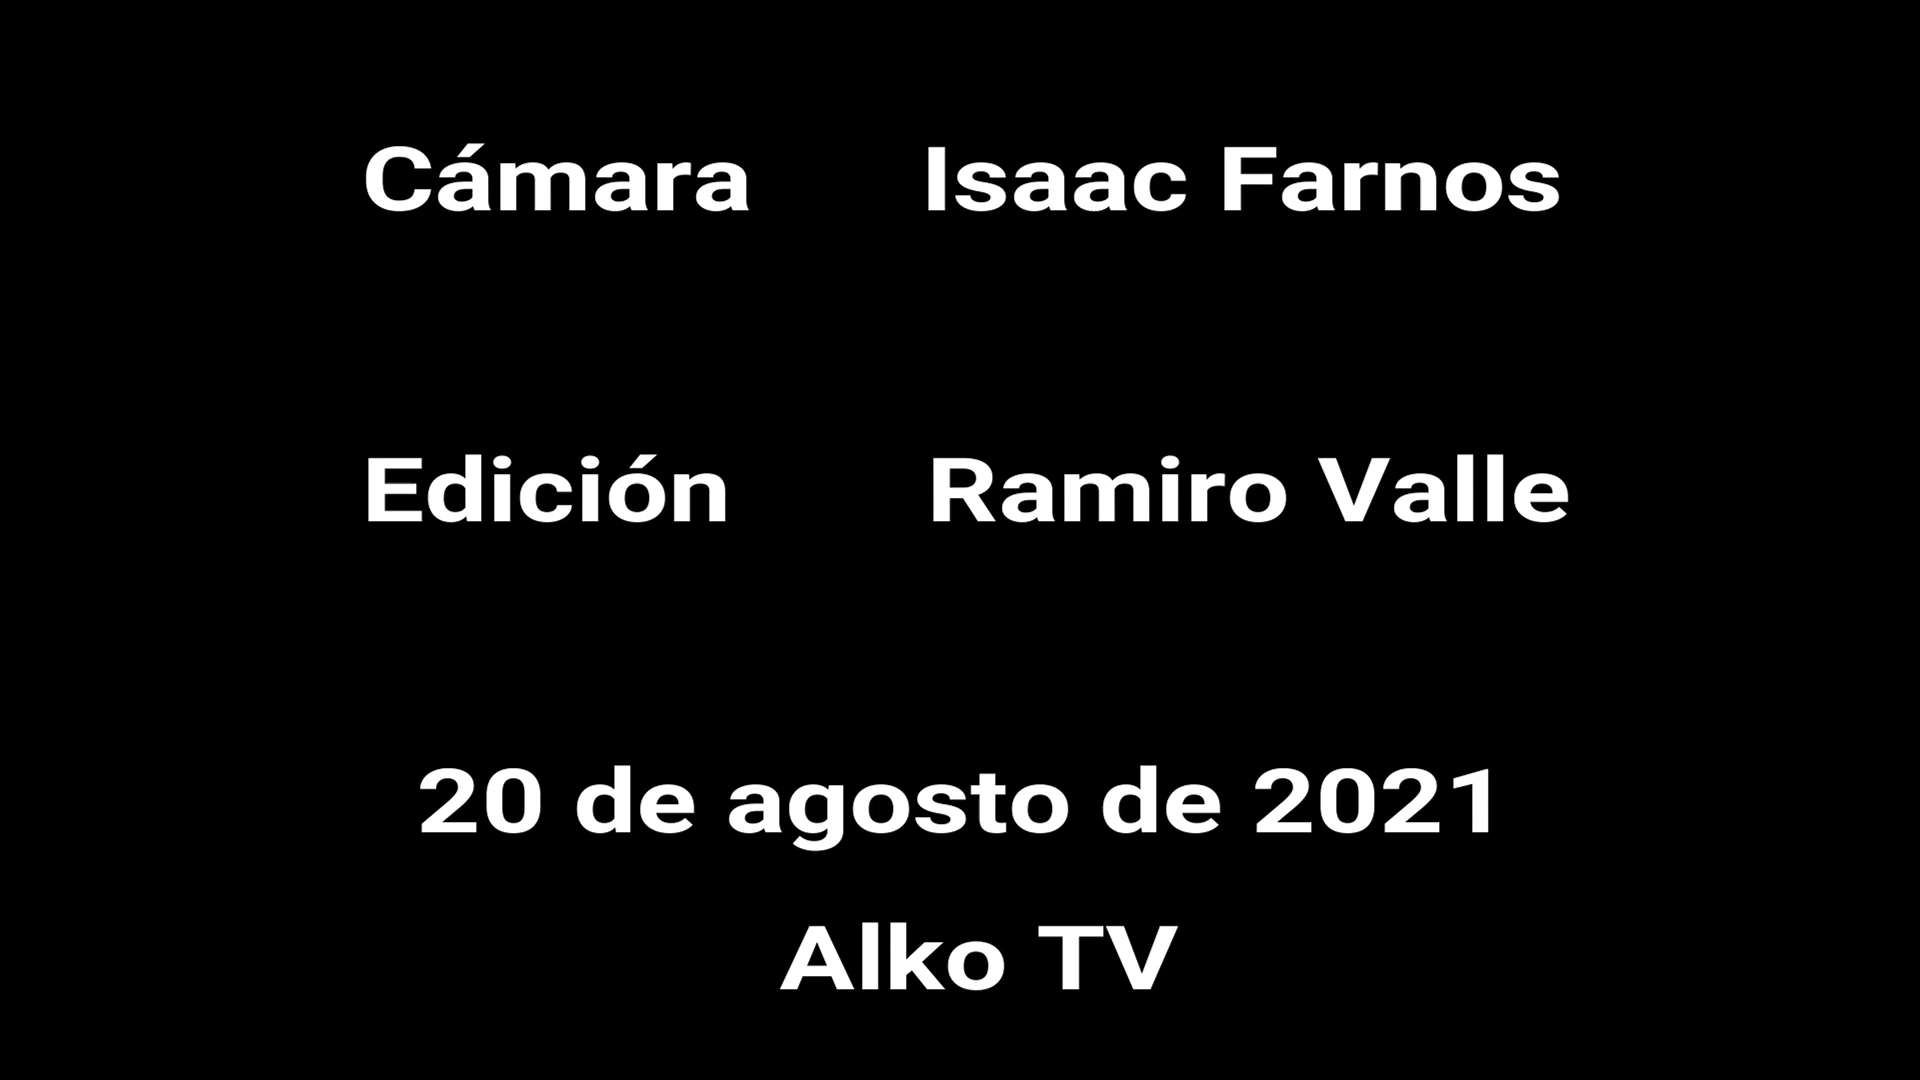 Cámara Isaac Farnos
Edición Ramiro Valle
20 de agosto de 2021
Alko TV